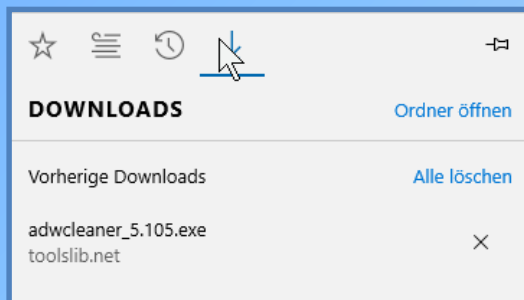 DOWNLOADS
Ordner öffnen
Vorherige Downloads
Alle löschen
adwcleaner_5.105.exe
toolslib.net